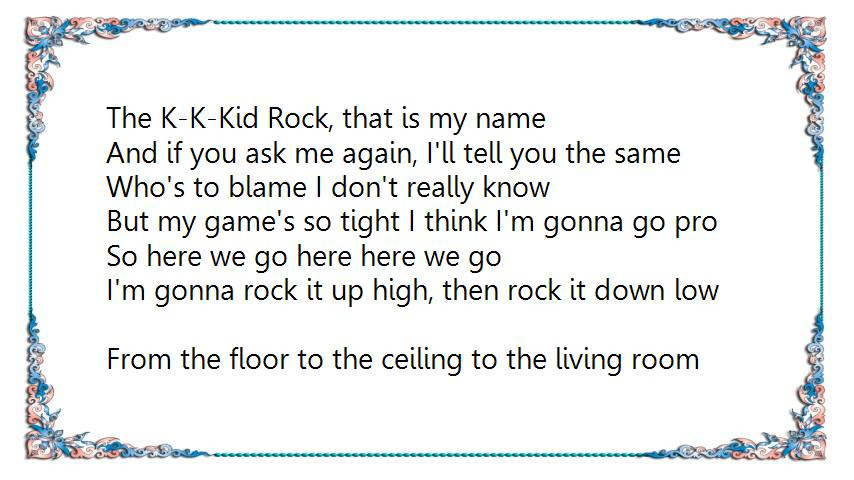 The K-K-Kid Rock, that is my name
And if you ask me again, I'll tell you the same
Who's to blame I don't really know
But my game's so tight I think I'm gonna go pro
So here we go here here we go
I'm gonna rock it up high, then rock it down low
From the floor to the ceiling to the living room